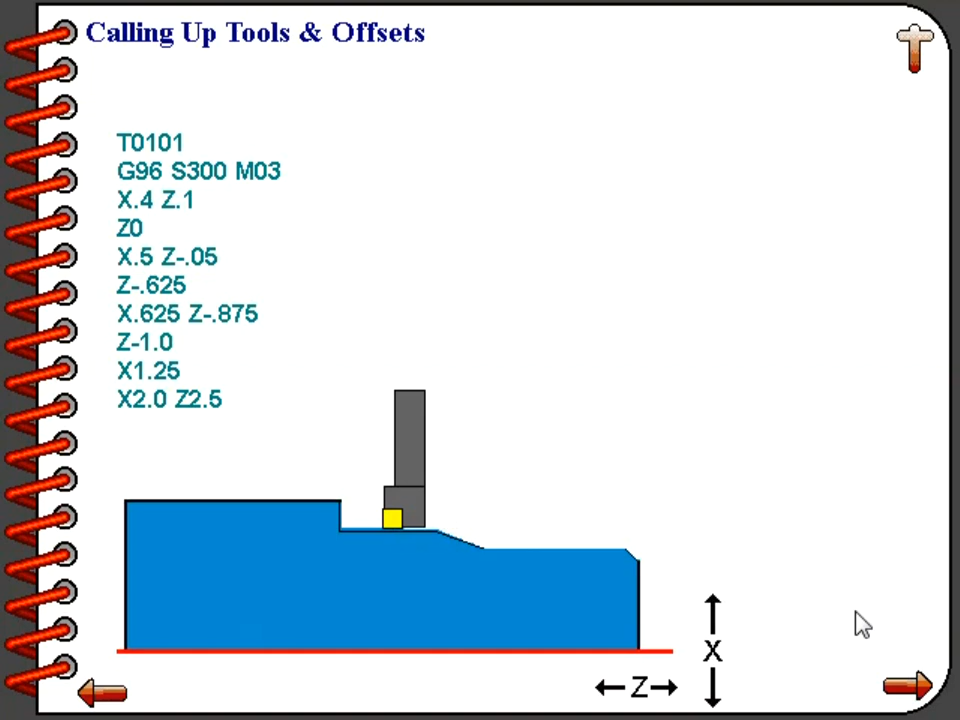 Calling Up Tools & Offsets
T0101
G96 S300 M03
X.4 Z.1
Z0
X.5 Z-.05
Z-.625
X.625 Z-.875
Z-1.0
X1.25
X2.0 Z2.5
X
Z